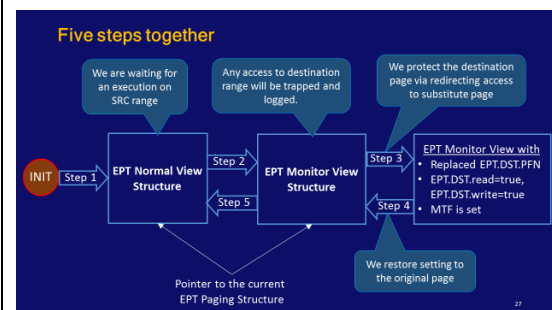 Five steps together
We are waiting for
an execution on
SRC range
Any access to destination
range will be trapped and
logged.
We protect the destination
page via redirecting access
to substitute page
INIT
Step 1
EPT Normal View
Structure
Step 2
Step 5
EPT Monitor View
Structure
Step 3
Step 4
EPT Monitor View with
• Replaced EPT.DST.PFN
• EPT.DST.read=true,
EPT.DST.write=true
• MTF is set
Pointer to the current
EPT Paging Structure
We restore setting to
the original page
27